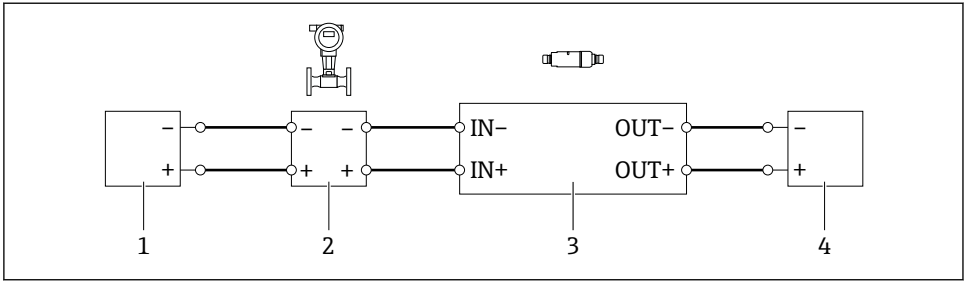 − − − IN− OUT− −
+ + + IN+ OUT+ +
1 2 3 4